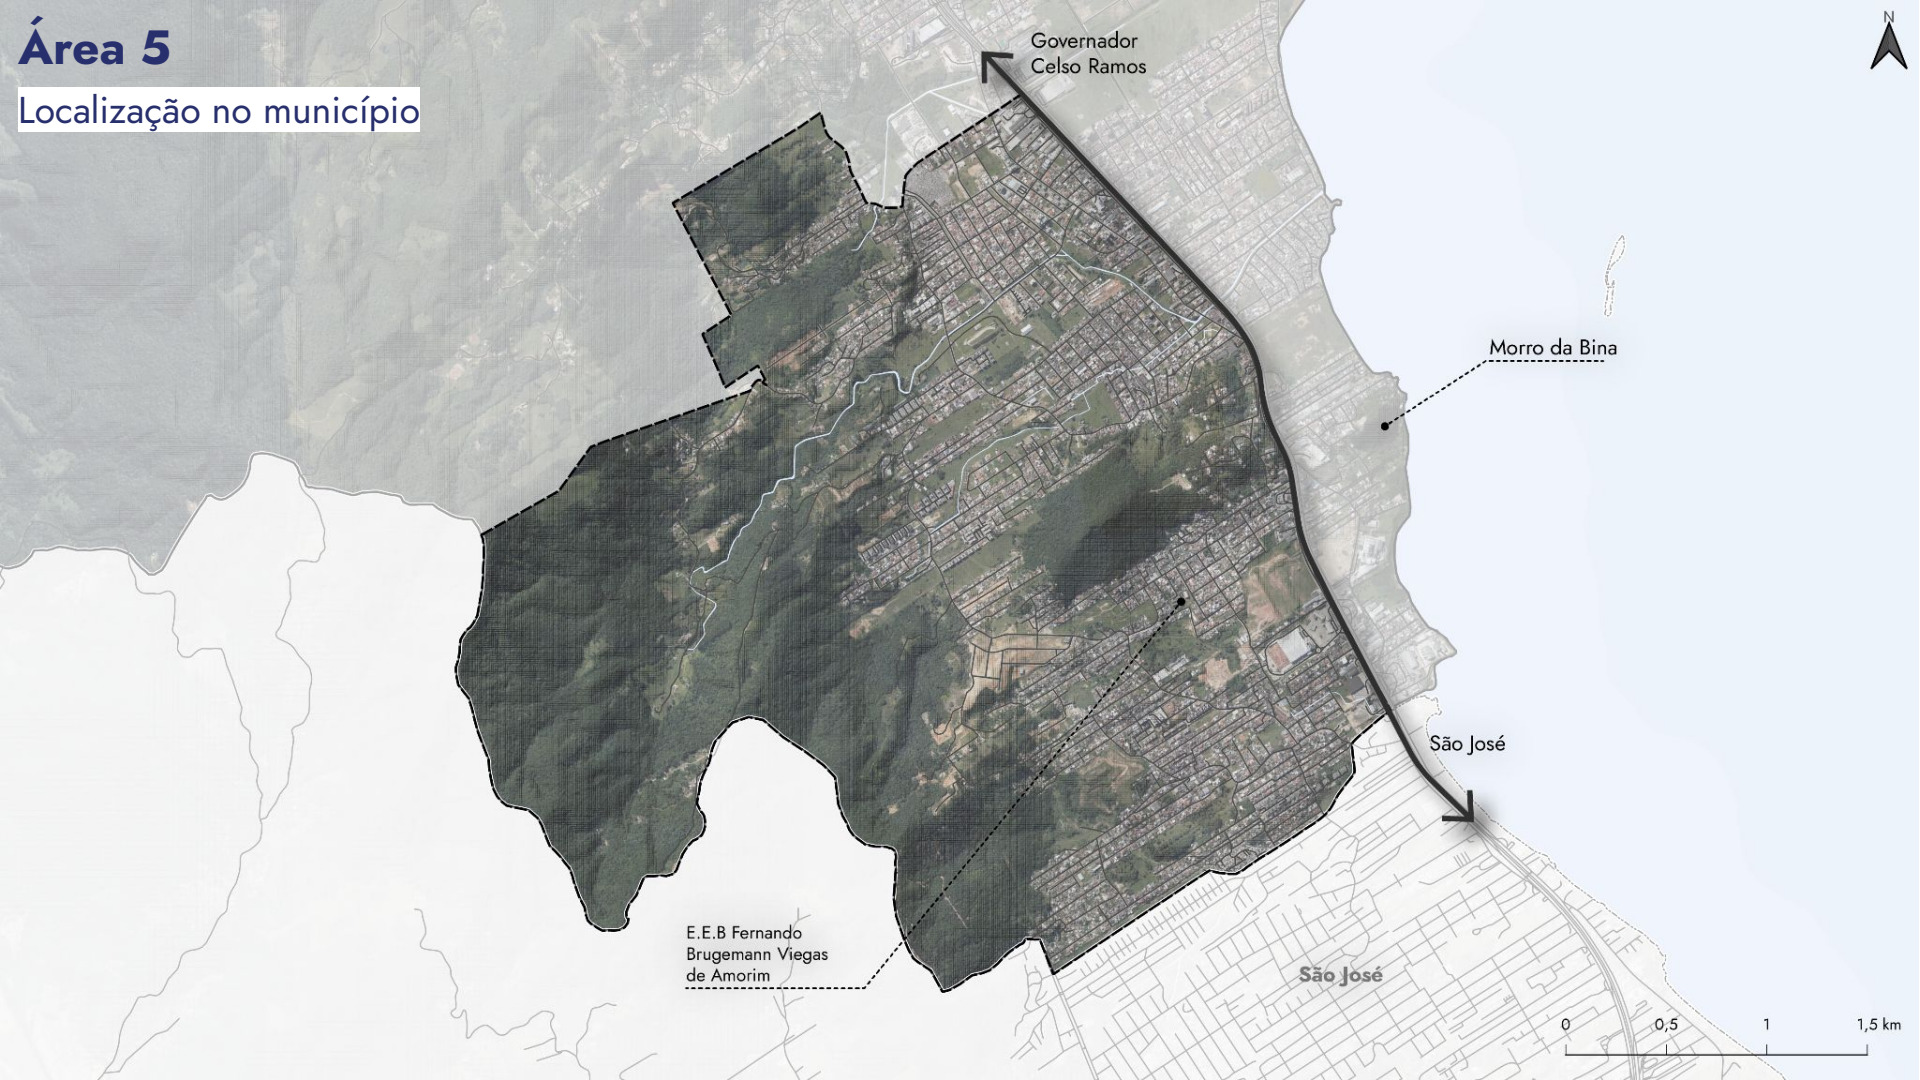 Área 5
Localização no município
N
Governador
Celso Ramos
Morro da Bina
São José
E.E.B Fernando
Brugemann Viegas
de Amorim
São José
0 0,5 1 1,5 km